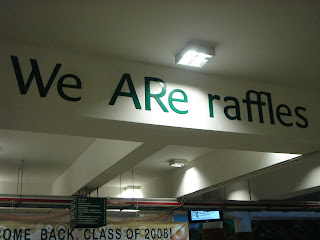 We ARe raffles
OME BACK, CLASS OF 2008!